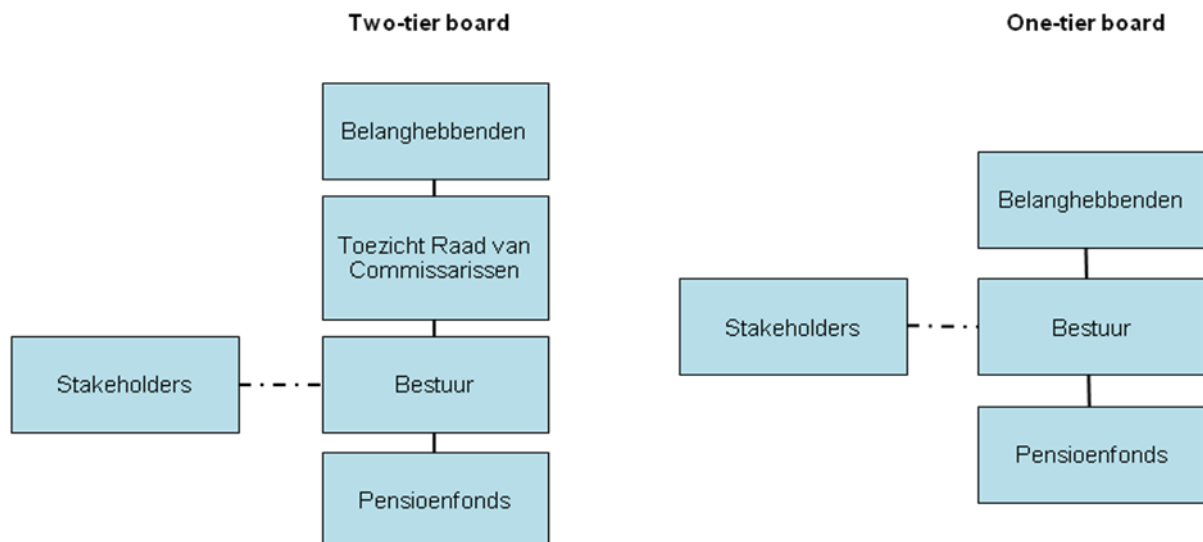 Two-tier board
Belanghebbenden
Toezicht Raad van
Commissarissen
Stakeholders
Bestuur
Pensioenfonds
One-tier board
Belanghebbenden
Stakeholders
Bestuur
Pensioenfonds